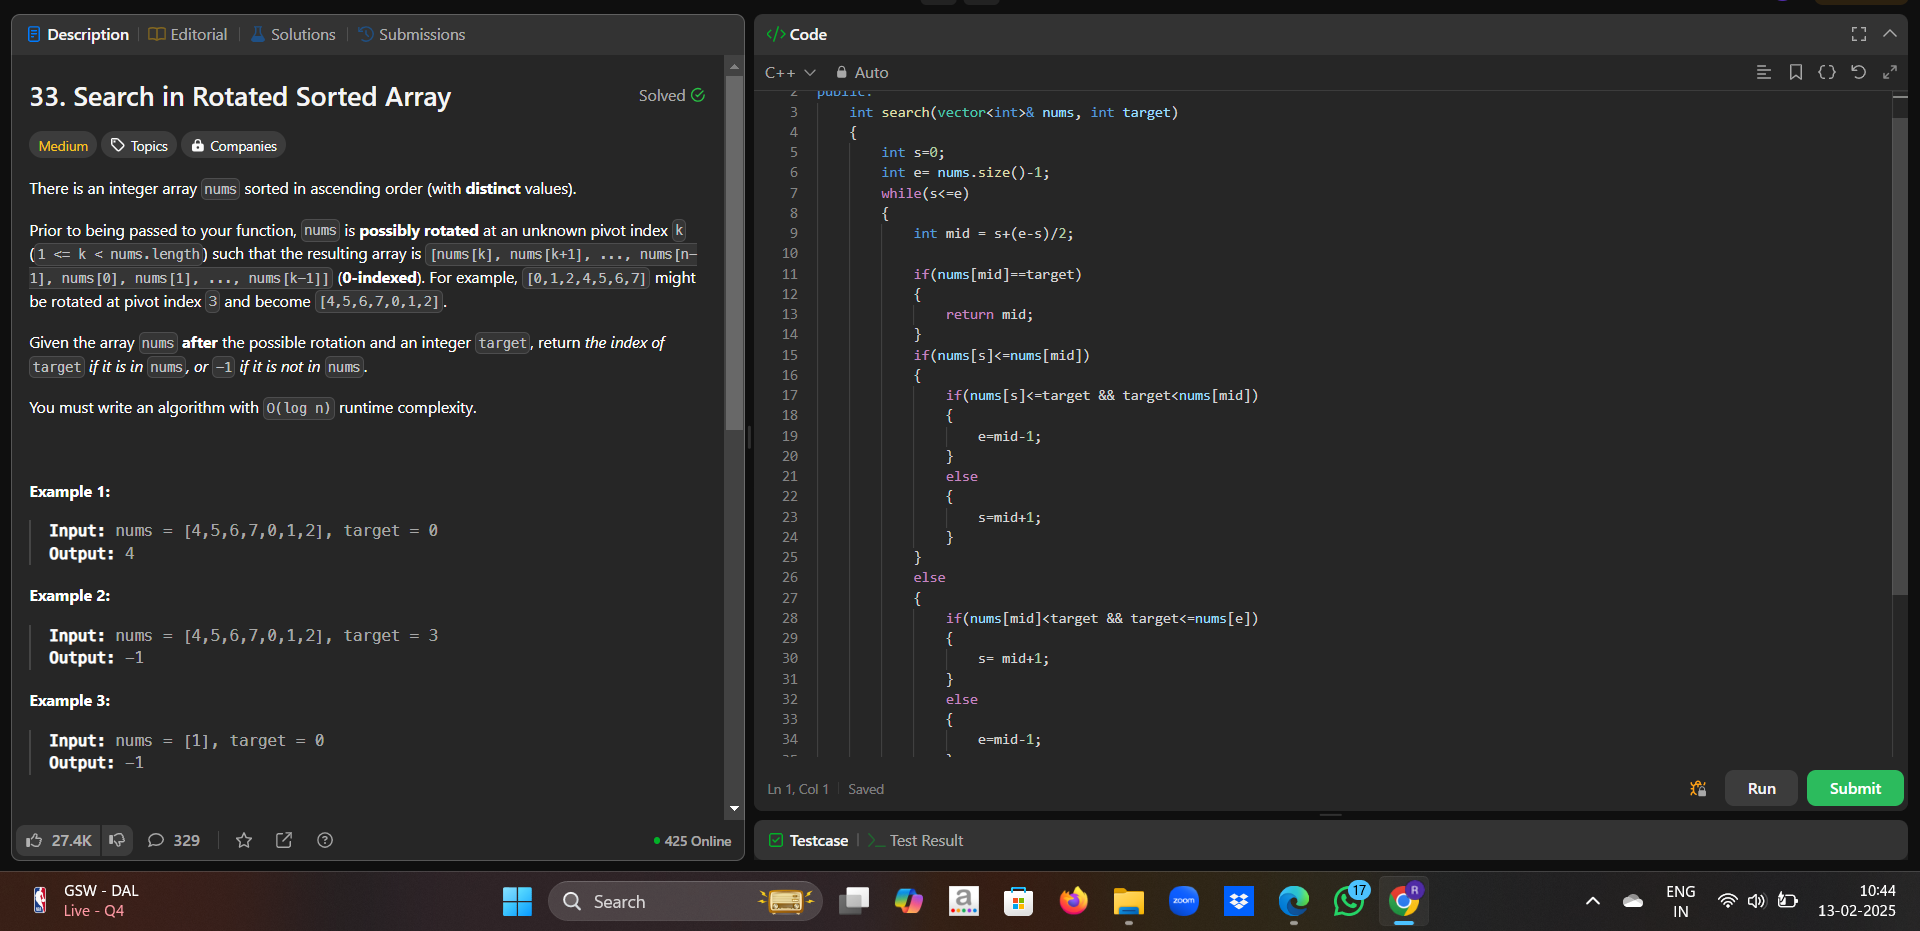 Description
Editorial
Solutions
Submissions
33. Search in Rotated Sorted Array
Solved
Medium
Topics
Companies
There is an integer array nums sorted in ascending order (with distinct values).
Prior to being passed to your function, nums is possibly rotated at an unknown pivot index k
(1 <= k < nums.length) such that the resulting array is [nums[k], nums[k+1], ..., nums[n-
1], nums[0], nums[1], ..., nums[k-1]] (0-indexed). For example, [0,1,2,4,5,6,7] might
be rotated at pivot index 3 and become [4,5,6,7,0,1,2].
Given the array nums after the possible rotation and an integer target, return the index of
target if it is in nums, or -1 if it is not in nums.
You must write an algorithm with O(log n) runtime complexity.
Example 1:
Input: nums = [4,5,6,7,0,1,2], target = 0
Output: 4
Example 2:
Input: nums = [4,5,6,7,0,1,2], target = 3
Output: -1
Example 3:
Input: nums = [1], target = 0
Output: -1
27.4K
329
425 Online
</> Code
C++
Auto
2 public:
3 int search(vector<int>& nums, int target)
4 {
5 int s=0;
6 int e= nums.size()-1;
7 while(s<=e)
8 {
9 int mid = s+(e-s)/2;
10
11 if(nums[mid]==target)
12 {
13 return mid;
14 }
15 if(nums[s]<=nums[mid])
16 {
17 if(nums[s]<=target && target<nums[mid])
18 {
19 e=mid-1;
20 }
21 else
22 {
23 s=mid+1;
24 }
25 }
26 else
27 {
28 if(nums[mid]<target && target<=nums[e])
29 {
30 s= mid+1;
31 }
32 else
33 {
34 e=mid-1;
Ln 1, Col 1
Saved
Run
Submit
Testcase
Test Result
GSW - DAL
Live - Q4
Search
a
zoom
17
R
ENG
IN
10:44
13-02-2025